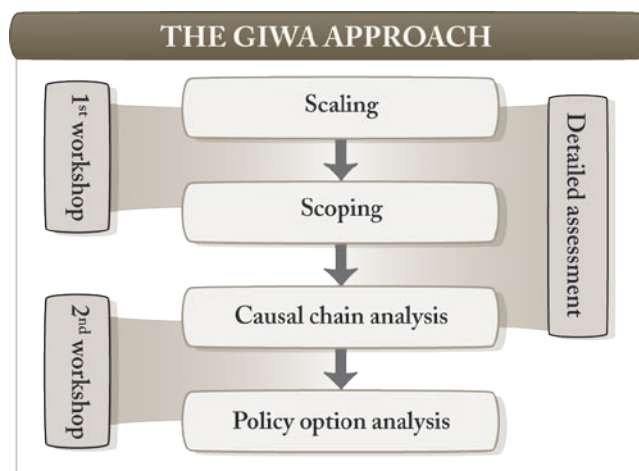 THE GIWA APPROACH
1st workshop
Scaling
Detailed assessment
Scoping
2nd workshop
Causal chain analysis
Policy option analysis